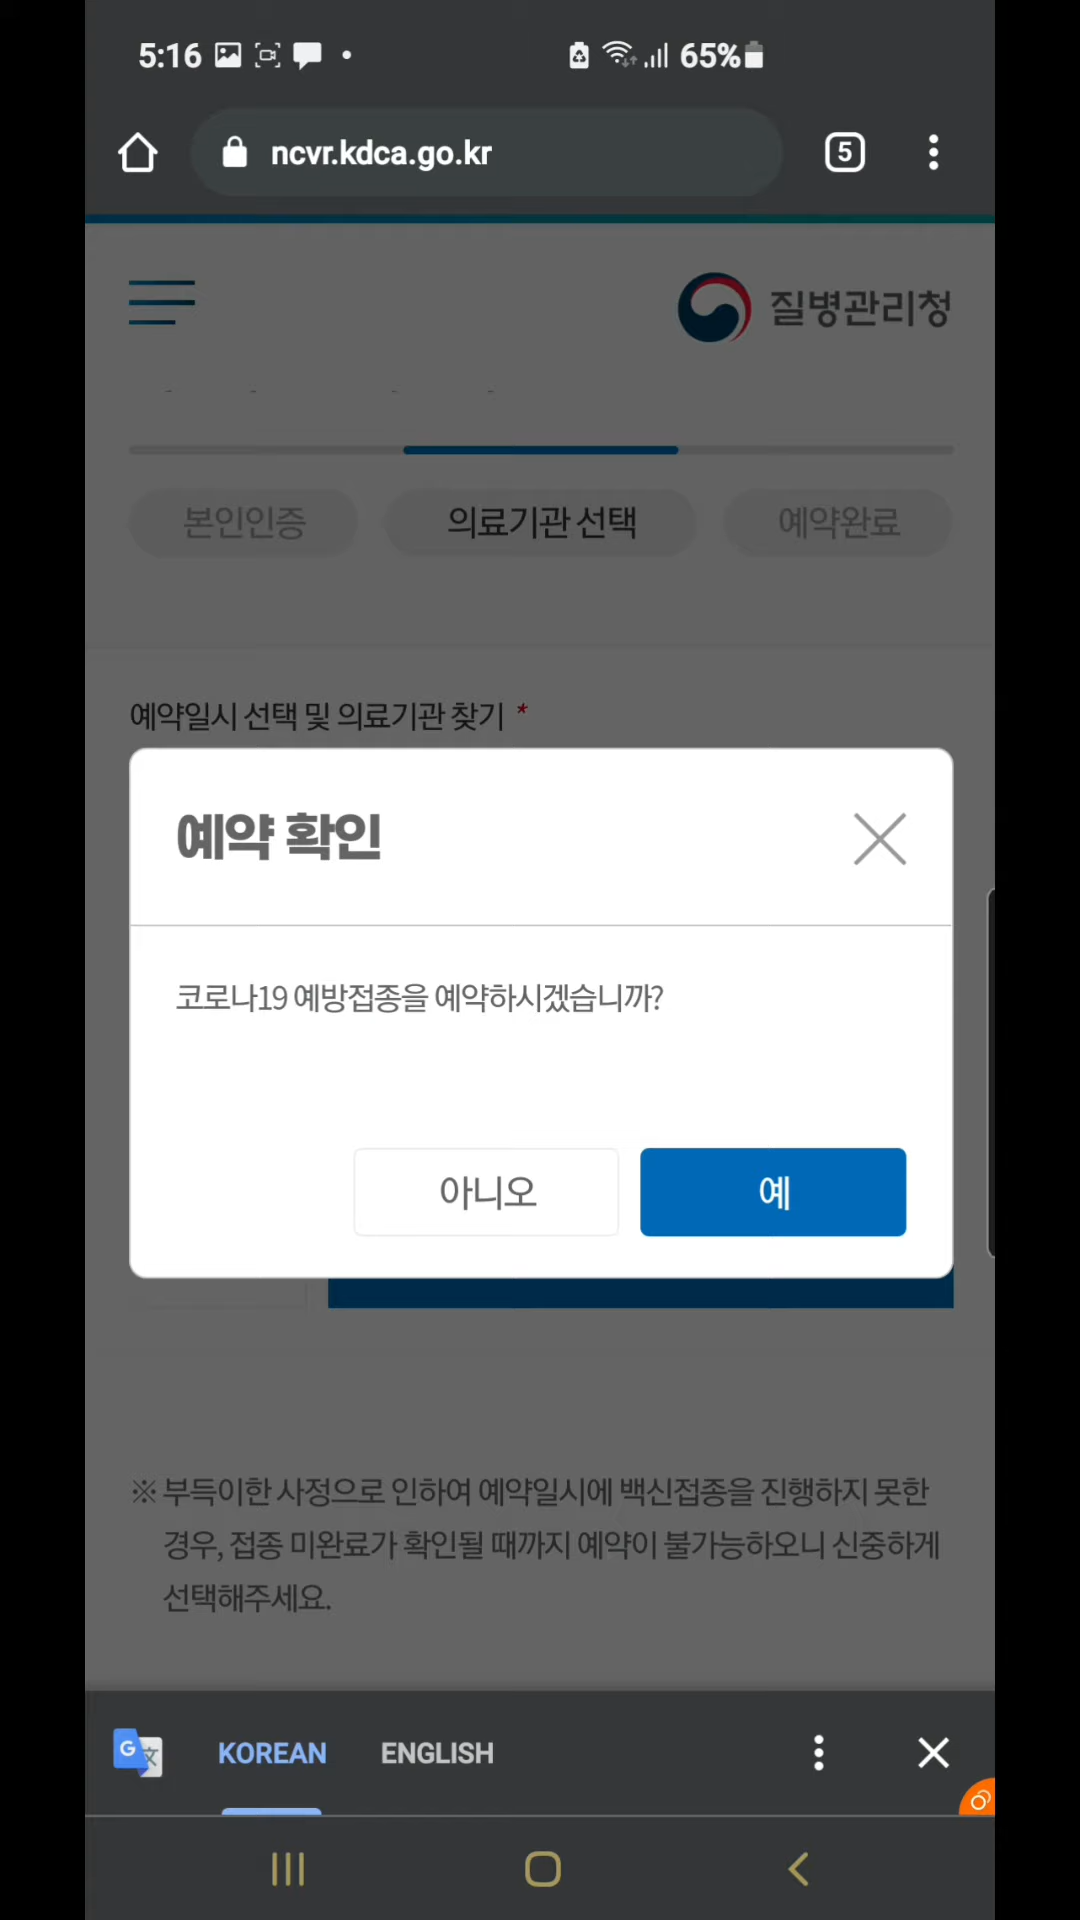 5:16 65%
ncvr.kdca.go.kr 5
질병관리청
본인인증 의료기관 선택 예약완료
예약일시 선택 및 의료기관 찾기 *
예약 확인
코로나19 예방접종을 예약하시겠습니까?
아니오 예
※ 부득이한 사정으로 인하여 예약일시에 백신접종을 진행하지 못한
경우, 접종 미완료가 확인될 때까지 예약이 불가능하오니 신중하게
선택해주세요.
G 文 KOREAN ENGLISH